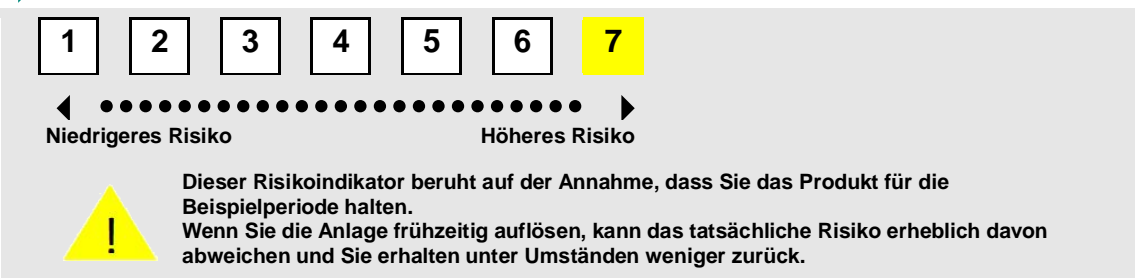 1 2 3 4 5 6 7
Niedrigeres Risiko Höheres Risiko
Dieser Risikoindikator beruht auf der Annahme, dass Sie das Produkt für die
Beispielperiode halten.
Wenn Sie die Anlage frühzeitig auflösen, kann das tatsächliche Risiko erheblich davon
abweichen und Sie erhalten unter Umständen weniger zurück.
!